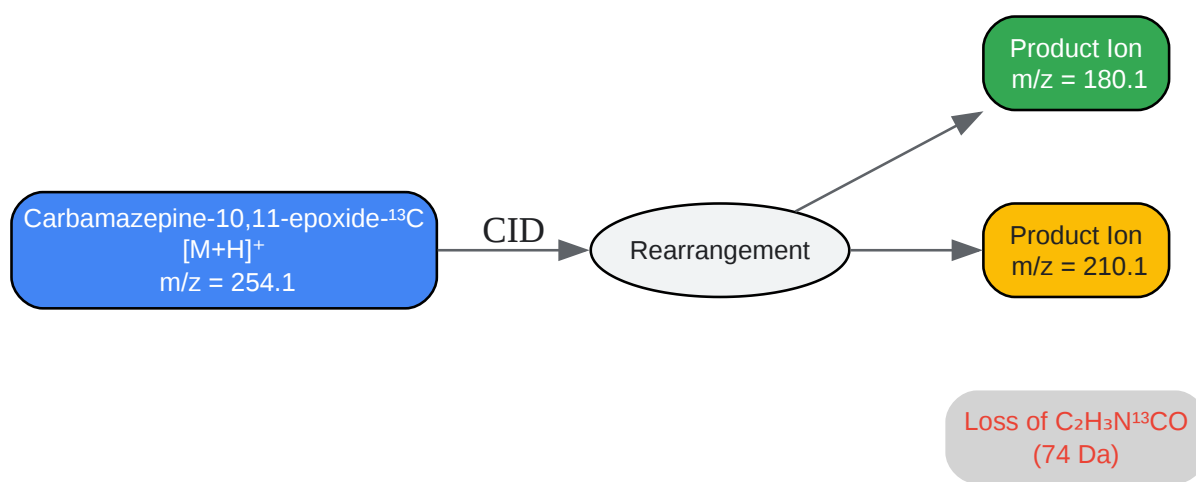 Carbamazepine-10,11-epoxide-¹³C
[M+H]⁺
m/z = 254.1
CID
Rearrangement
Product Ion
m/z = 180.1
Product Ion
m/z = 210.1
Loss of C₂H₃N¹³CO
(74 Da)